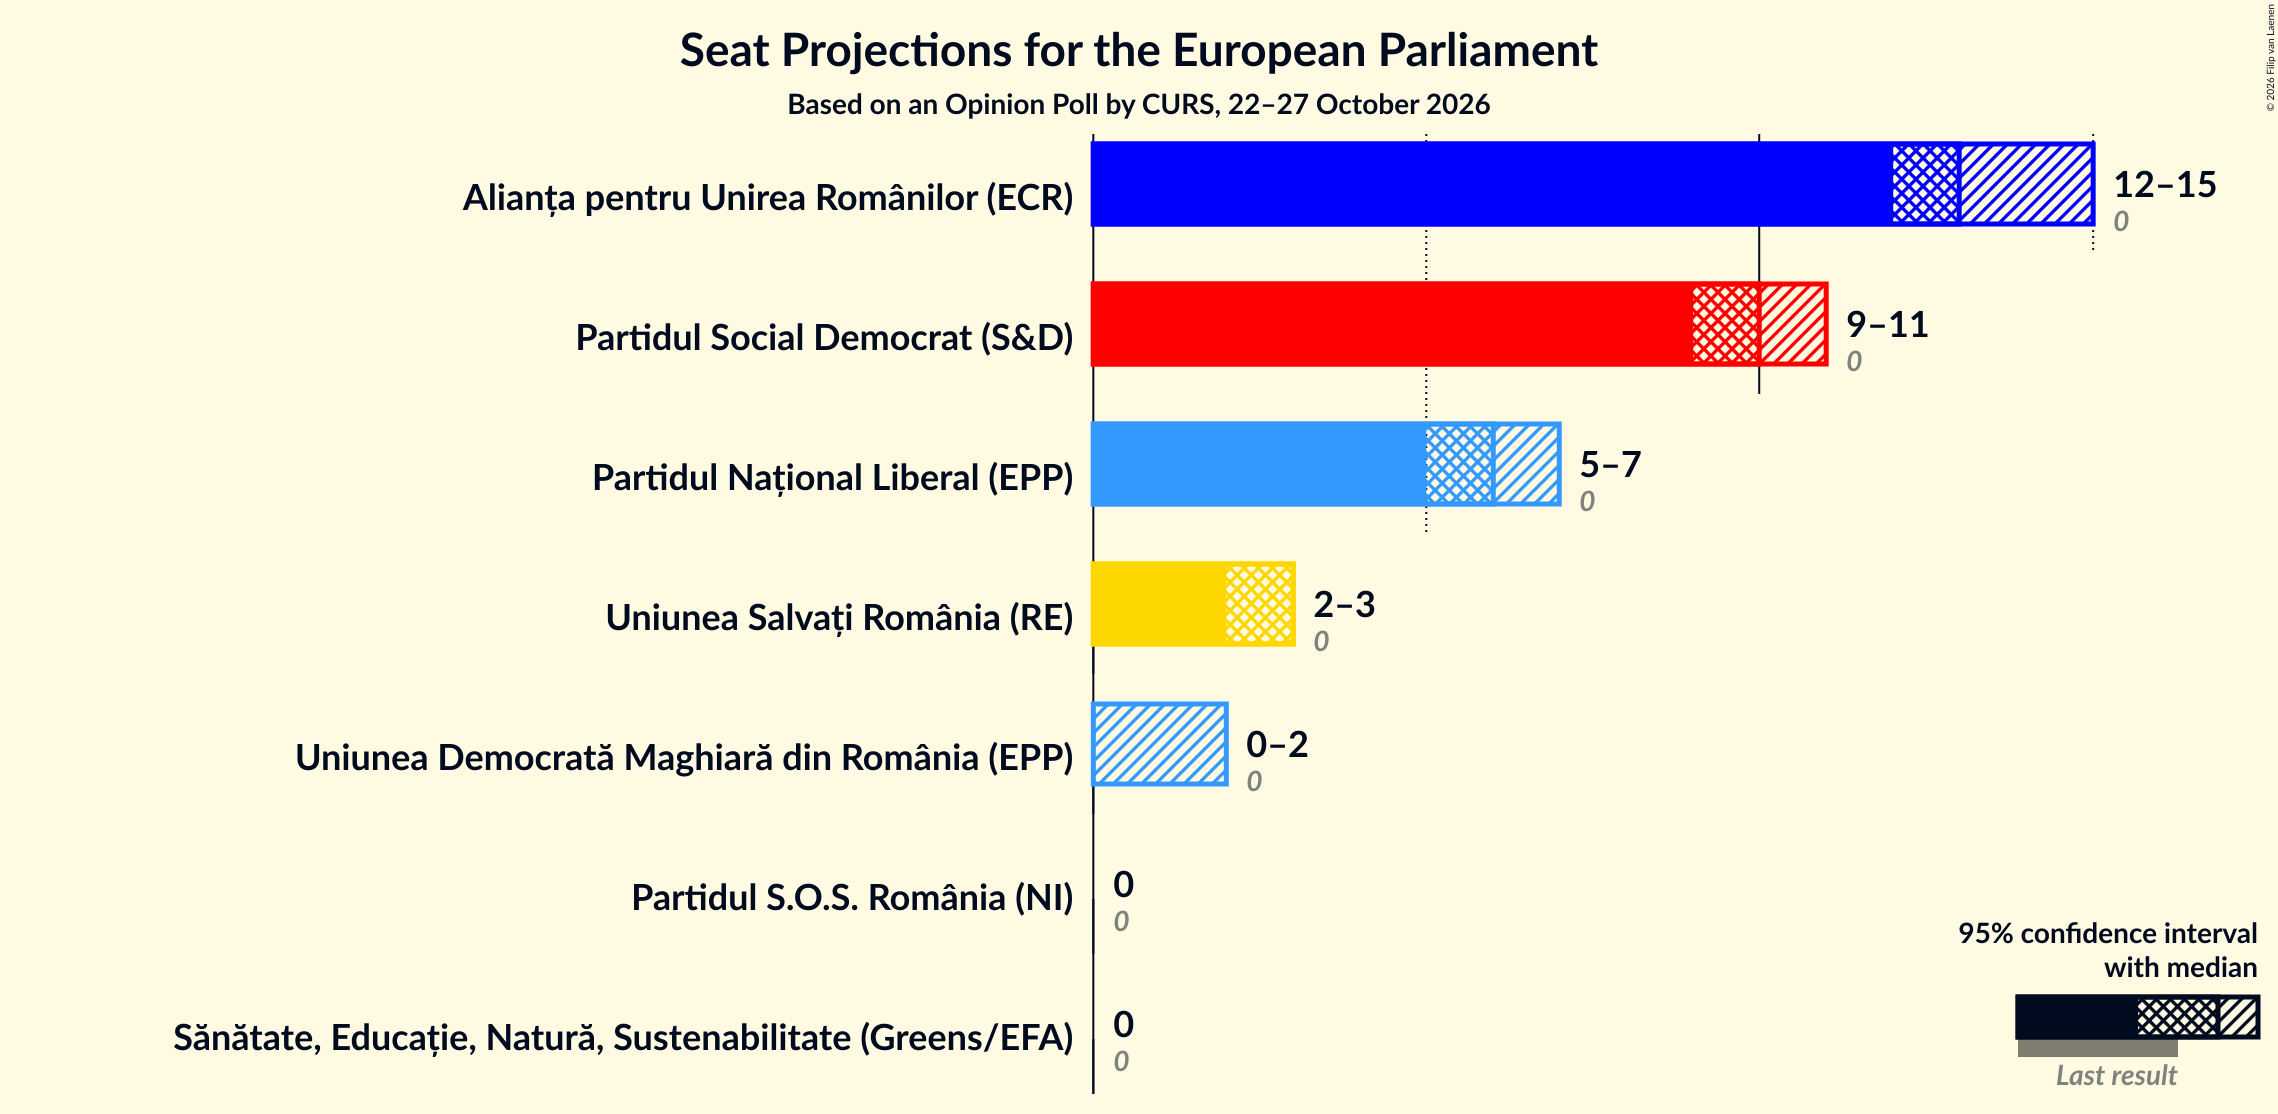 Seat Projections for the European Parliament
Based on an Opinion Poll by CURS, 22–27 October 2026
© 2026 Filip van Laenen
Alianța pentru Unirea Românilor (ECR)
12–15
0
Partidul Social Democrat (S&D)
9–11
0
Partidul Național Liberal (EPP)
5–7
0
Uniunea Salvați România (RE)
2–3
0
Uniunea Democrată Maghiară din România (EPP)
0–2
0
Partidul S.O.S. România (NI)
0
0
Sănătate, Educație, Natură, Sustenabilitate (Greens/EFA)
0
0
95% confidence interval
with median
Last result